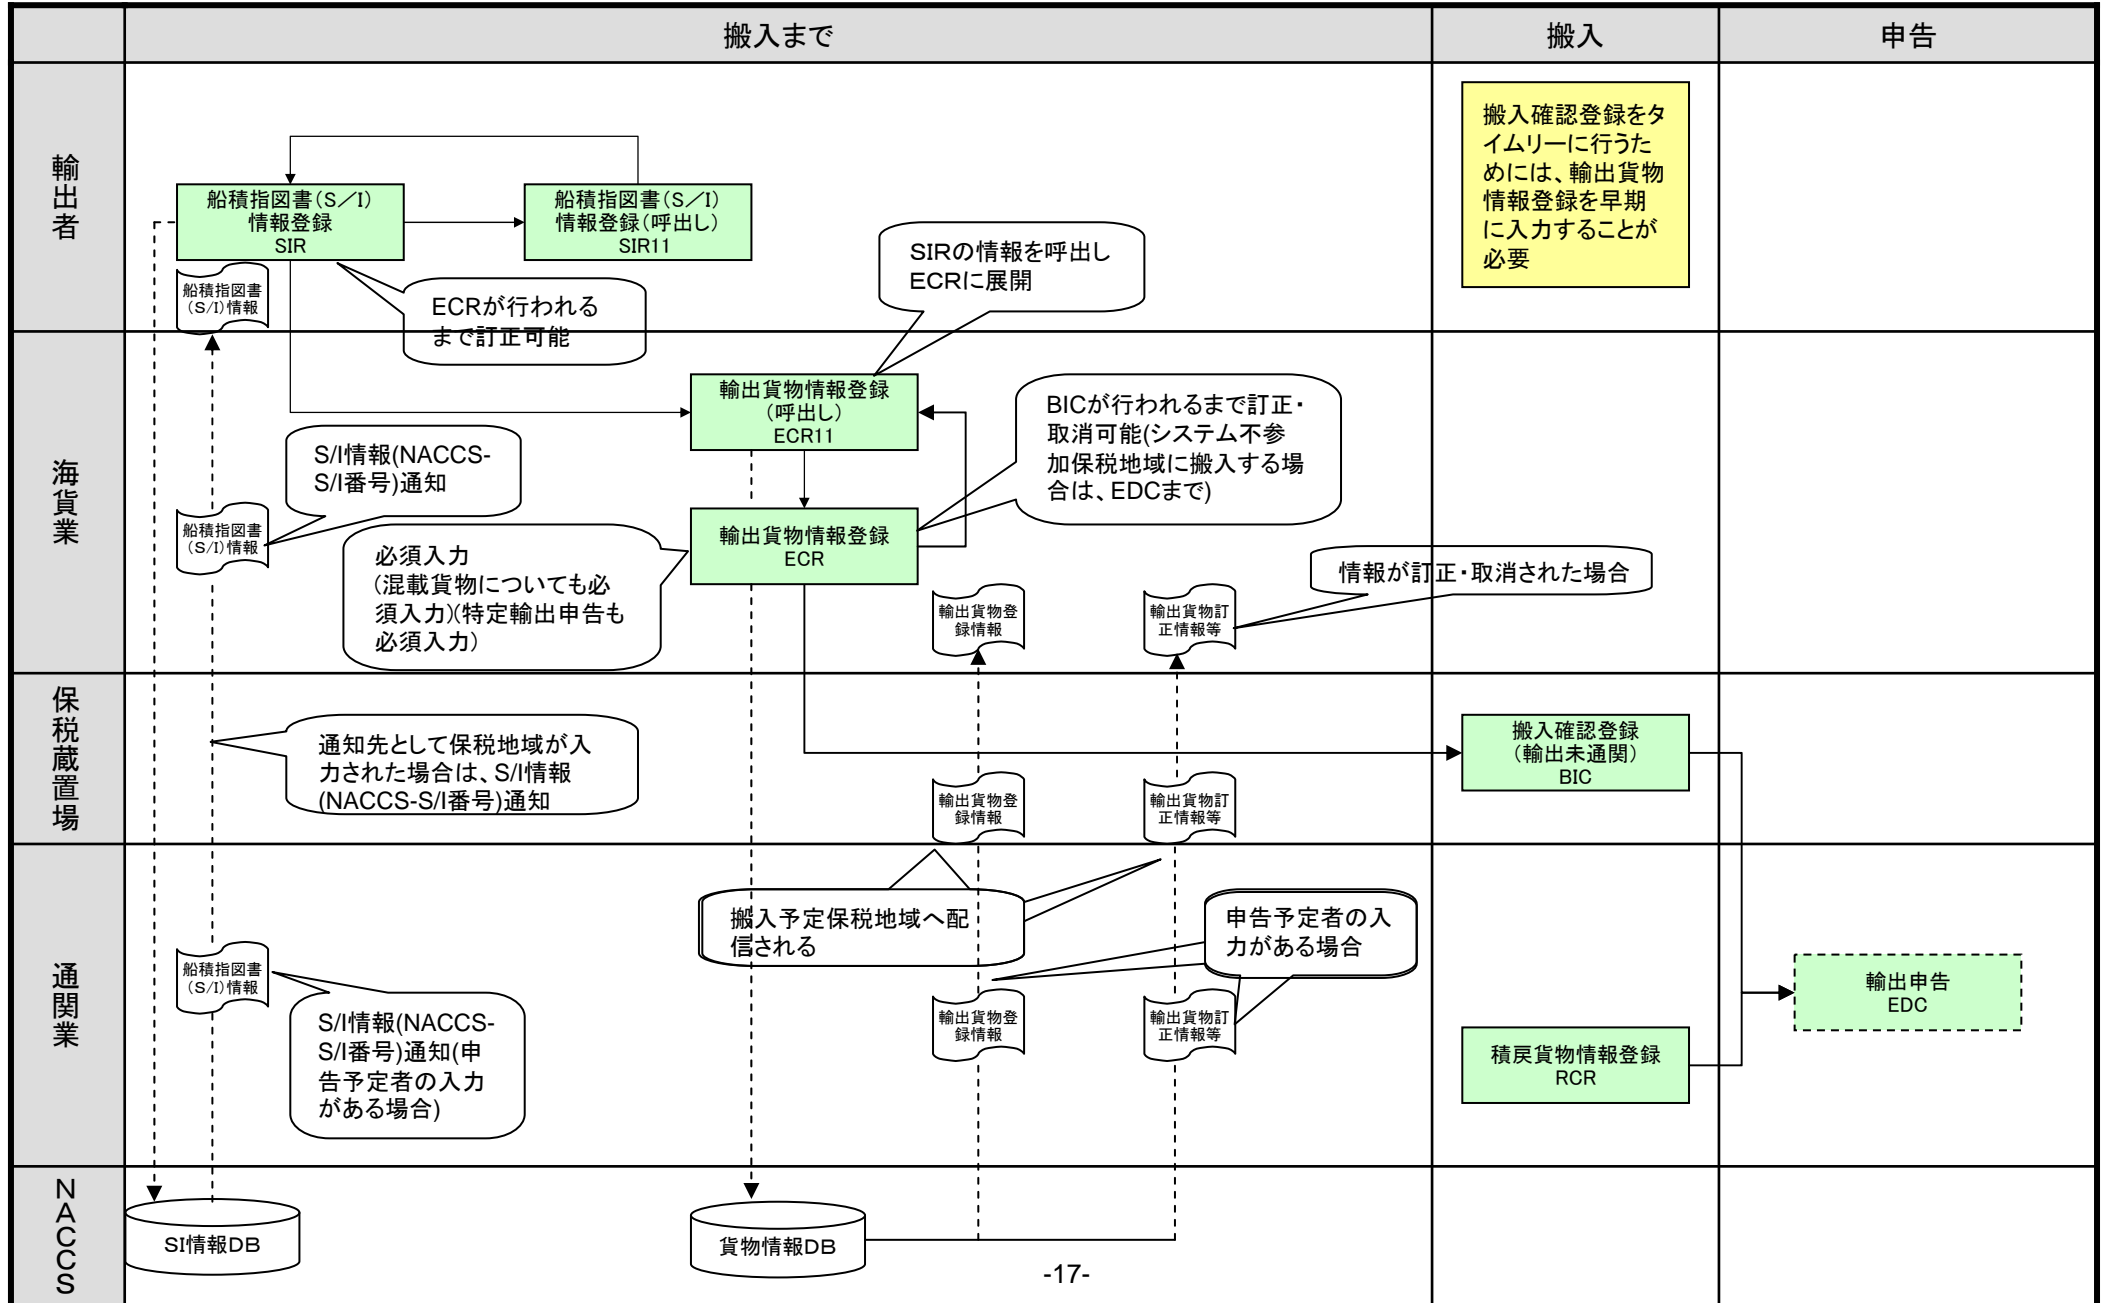 搬入まで
搬入
申告
輸出者
船積指図書(S／I)
情報登録
SIR
船積指図書(S／I)
情報登録(呼出し)
SIR11
船積指図書
(S/I)情報
ECRが行われる
まで訂正可能
SIRの情報を呼出し
ECRに展開
搬入確認登録をタ
イムリーに行うた
めには、輸出貨物
情報登録を早期
に入力することが
必要
海貨業
輸出貨物情報登録
(呼出し)
ECR11
BICが行われるまで訂正・
取消可能(システム不参
加保税地域に搬入する場
合は、EDCまで)
S/I情報(NACCS-
S/I番号)通知
船積指図書
(S/I)情報
必須入力
(混載貨物についても必
須入力)(特定輸出申告も
必須入力)
輸出貨物情報登録
ECR
情報が訂正・取消された場合
輸出貨物登
録情報
輸出貨物訂
正情報等
保税蔵置場
通知先として保税地域が入
力された場合は、S/I情報
(NACCS-S/I番号)通知
輸出貨物登
録情報
輸出貨物訂
正情報等
搬入確認登録
(輸出未通関)
BIC
通関業
搬入予定保税地域へ配
信される
申告予定者の入
力がある場合
船積指図書
(S/I)情報
S/I情報(NACCS-
S/I番号)通知(申
告予定者の入力
がある場合)
輸出貨物登
録情報
輸出貨物訂
正情報等
輸出申告
EDC
積戻貨物情報登録
RCR
NACCS
SI情報DB
貨物情報DB
-17-